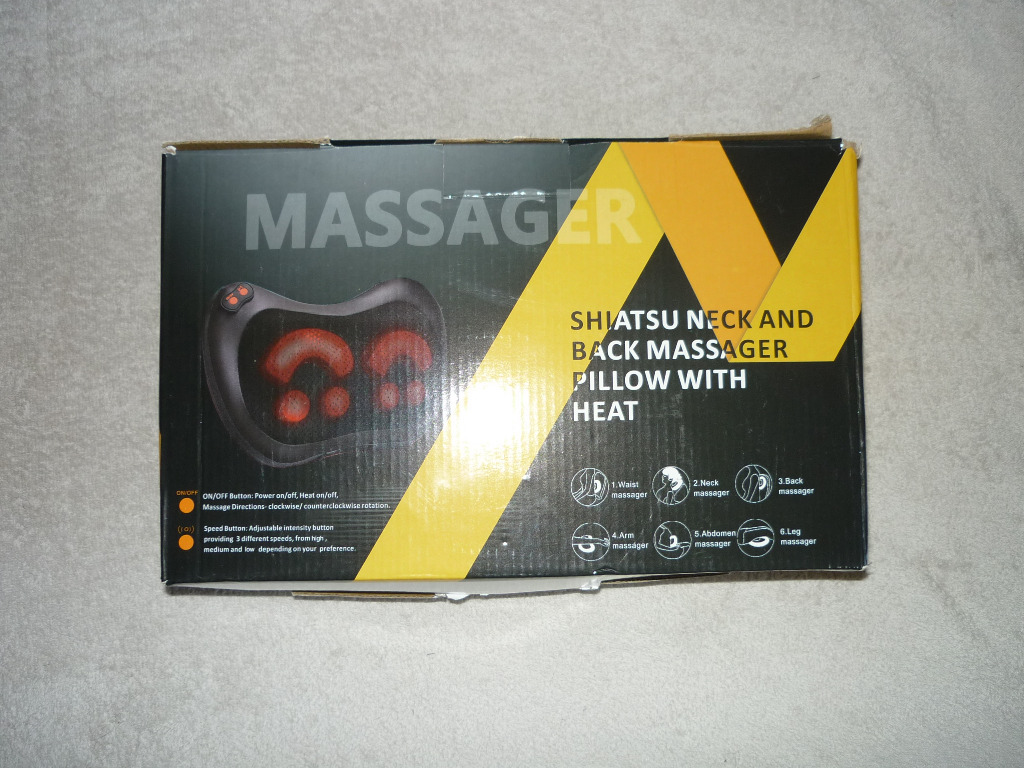 MASSAGER
SHIATSU NECK AND
BACK MASSAGER
PILLOW WITH
HEAT
1.Waist
massager
2.Neck
massager
3.Back
massager
4.Arm
massager
5.Abdomen
massager
6.Leg
massager
ON/OFF
ON/OFF Button: Power on/off, Heat on/off,
Massage Directions- clockwise/ counterclockwise rotation.
Speed Button: Adjustable intensity button
providing 3 different speeds, from high ,
medium and low depending on your preference.